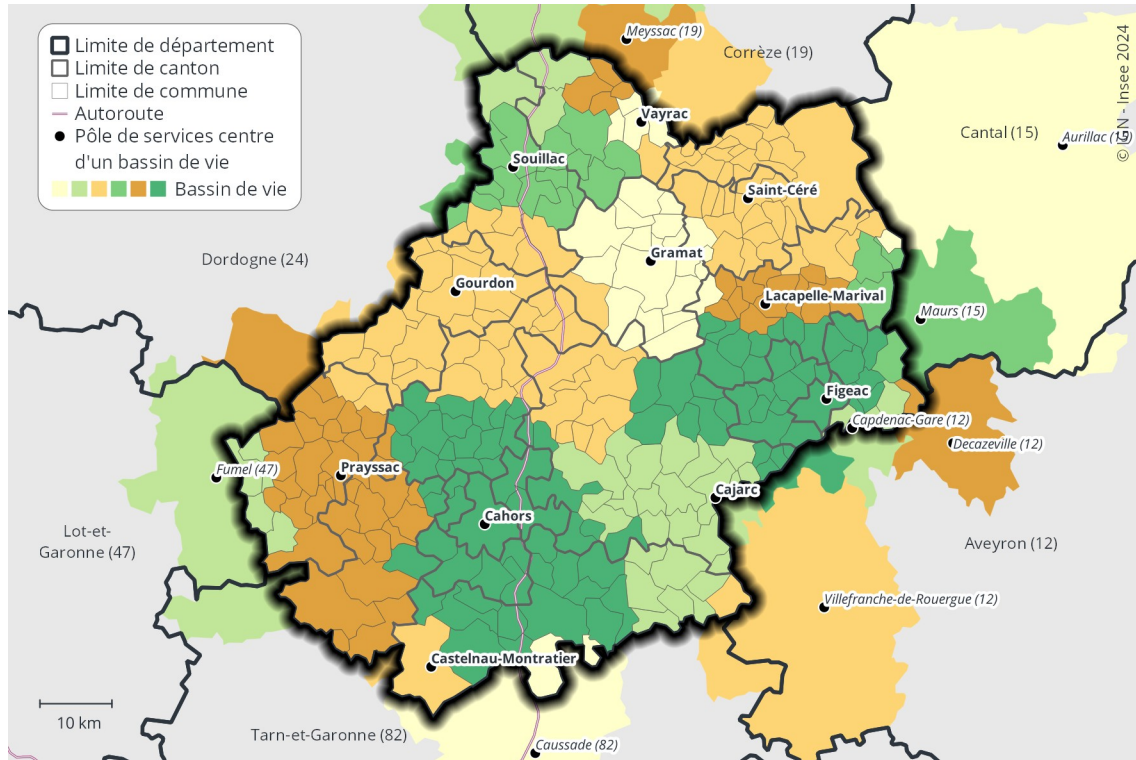 Limite de département
Limite de canton
Limite de commune
Autoroute
Pôle de services centre
d'un bassin de vie
Bassin de vie
Meyssac (19)
Corrèze (19)
© IGN - Insee 2024
Vayrac
Cantal (15)
Aurillac (15)
Souillac
Saint-Céré
Dordogne (24)
Gramat
Gourdon
Lacapelle-Marival
Maurs (15)
Figeac
Capdenac-Gare (12)
Decazeville (12)
Fumel (47)
Prayssac
Cajarc
Cahors
Lot-et-
Garonne (47)
Aveyron (12)
Villefranche-de-Rouergue (12)
Castelnau-Montratier
10 km
Tarn-et-Garonne (82)
Caussade (82)